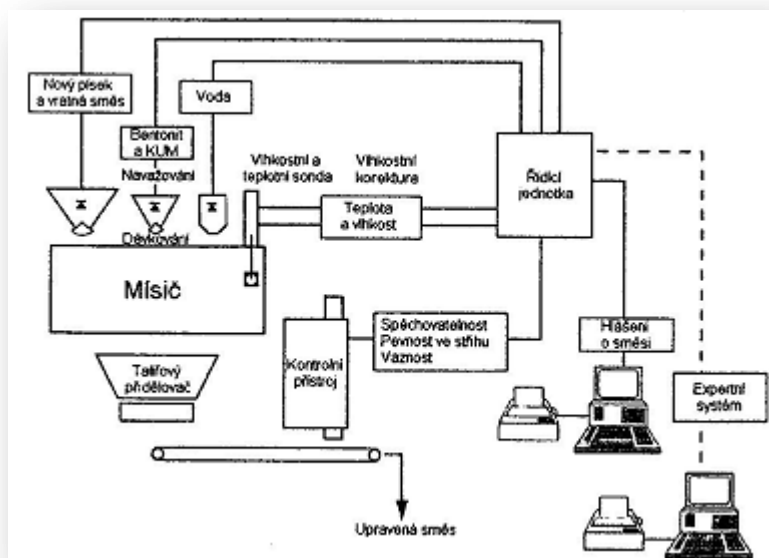 Nový písek
a vratná směs
Voda
Bentonit
a KUM
Navažování
Vlhkostní a
teplotní sonda
Vlhkostní
korektura
Řídící
jednotka
Teplota
a vlhkost
Dávkování
Mísič
Spěchovatelnost
Pevnost ve střihu
Vaznost
Hlášení
o směsi
Kontrolní
přístroj
Talířový
přidělovač
Expertní
systém
Upravená směs